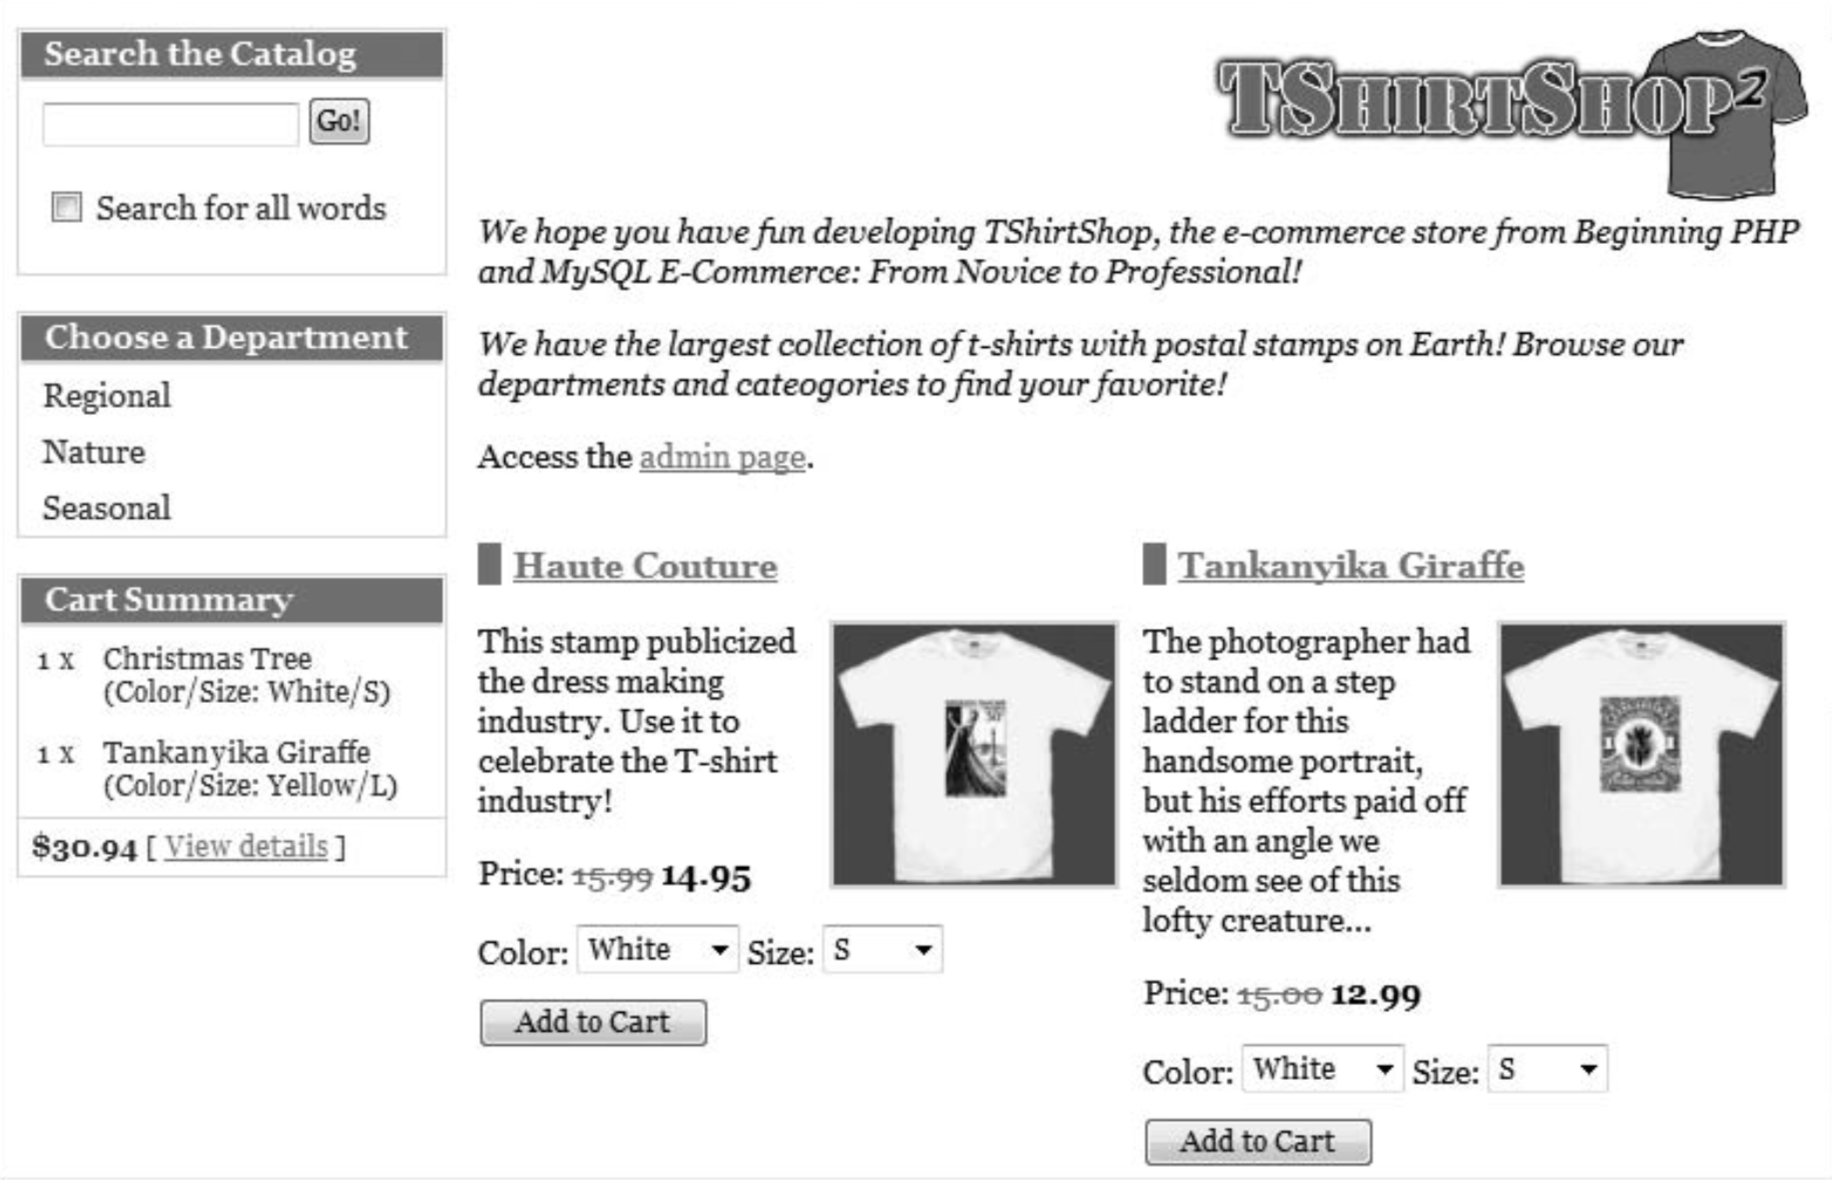 Search the Catalog
Go!
Search for all words
Choose a Department
Regional
Nature
Seasonal
Cart Summary
1 x Christmas Tree
(Color/Size: White/S)
1 x Tankanyika Giraffe
(Color/Size: Yellow/L)
$30.94 [ View details ]
TShirtShop²
We hope you have fun developing TShirtShop, the e-commerce store from Beginning PHP
and MySQL E-Commerce: From Novice to Professional!
We have the largest collection of t-shirts with postal stamps on Earth! Browse our
departments and cateogories to find your favorite!
Access the admin page.
Haute Couture
This stamp publicized
the dress making
industry. Use it to
celebrate the T-shirt
industry!
Price: 15.99 14.95
Color: White Size: S
Add to Cart
Tankanyika Giraffe
The photographer had
to stand on a step
ladder for this
handsome portrait,
but his efforts paid off
with an angle we
seldom see of this
lofty creature...
Price: 15.00 12.99
Color: White Size: S
Add to Cart